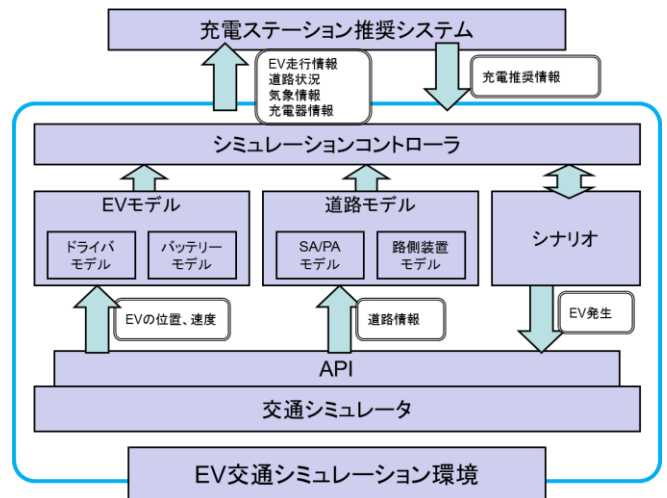 充電ステーション推奨システム
EV走行情報
道路状況
気象情報
充電器情報
充電推奨情報
シミュレーションコントローラ
EVモデル
ドライバ
モデル
バッテリー
モデル
道路モデル
SA/PA
モデル
路側装置
モデル
シナリオ
EVの位置、速度
道路情報
EV発生
API
交通シミュレータ
EV交通シミュレーション環境